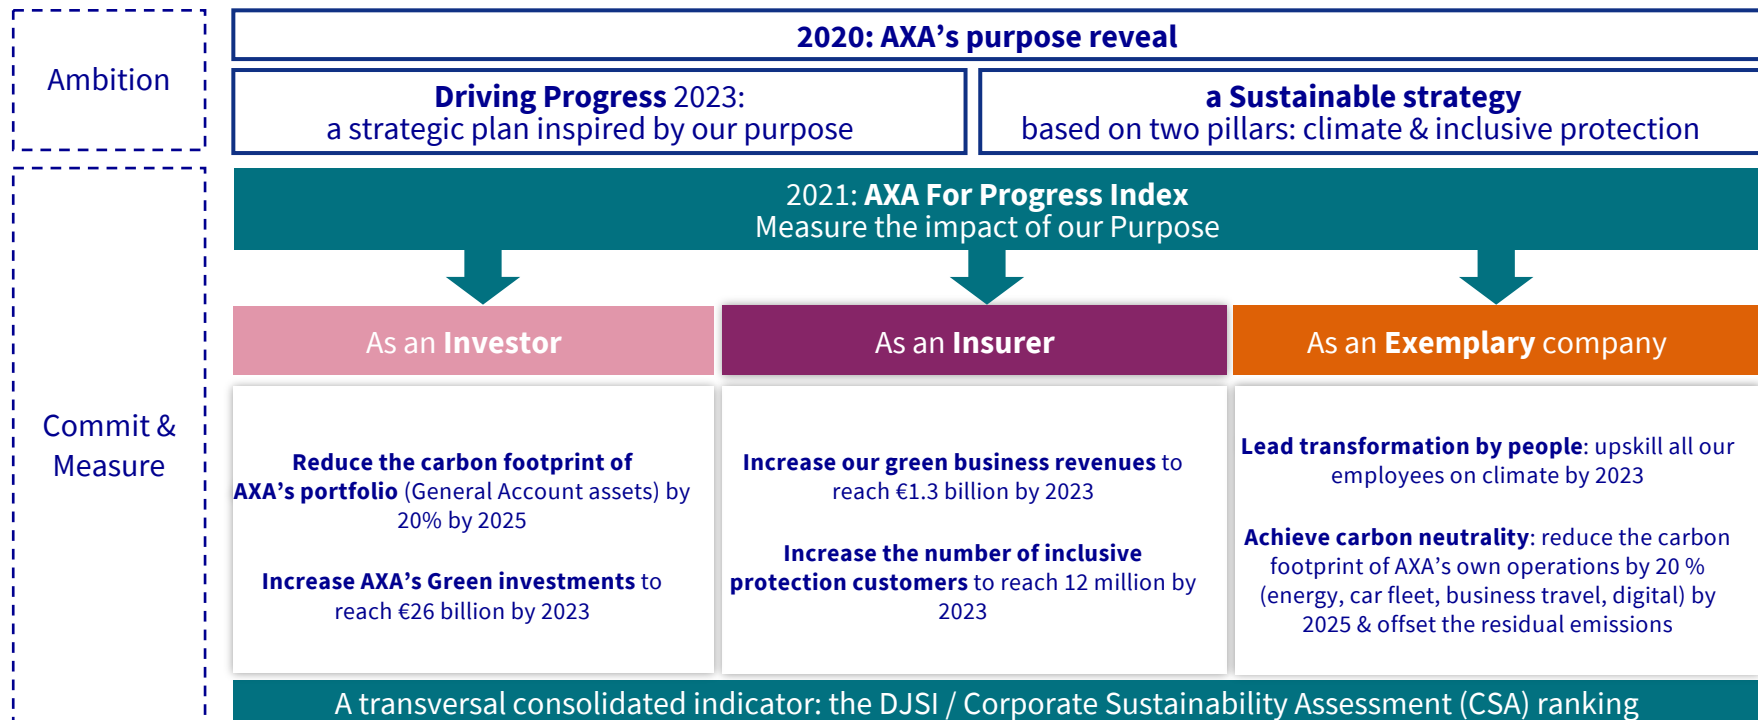 Ambition
2020: AXA’s purpose reveal
Driving Progress 2023:
a strategic plan inspired by our purpose
a Sustainable strategy
based on two pillars: climate & inclusive protection
Commit &
Measure
2021: AXA For Progress Index
Measure the impact of our Purpose
As an Investor
Reduce the carbon footprint of
AXA’s portfolio (General Account assets) by
20% by 2025
Increase AXA’s Green investments to
reach €26 billion by 2023
As an Insurer
Increase our green business revenues to
reach €1.3 billion by 2023
Increase the number of inclusive
protection customers to reach 12 million by
2023
As an Exemplary company
Lead transformation by people: upskill all our
employees on climate by 2023
Achieve carbon neutrality: reduce the carbon
footprint of AXA’s own operations by 20 %
(energy, car fleet, business travel, digital) by
2025 & offset the residual emissions
A transversal consolidated indicator: the DJSI / Corporate Sustainability Assessment (CSA) ranking